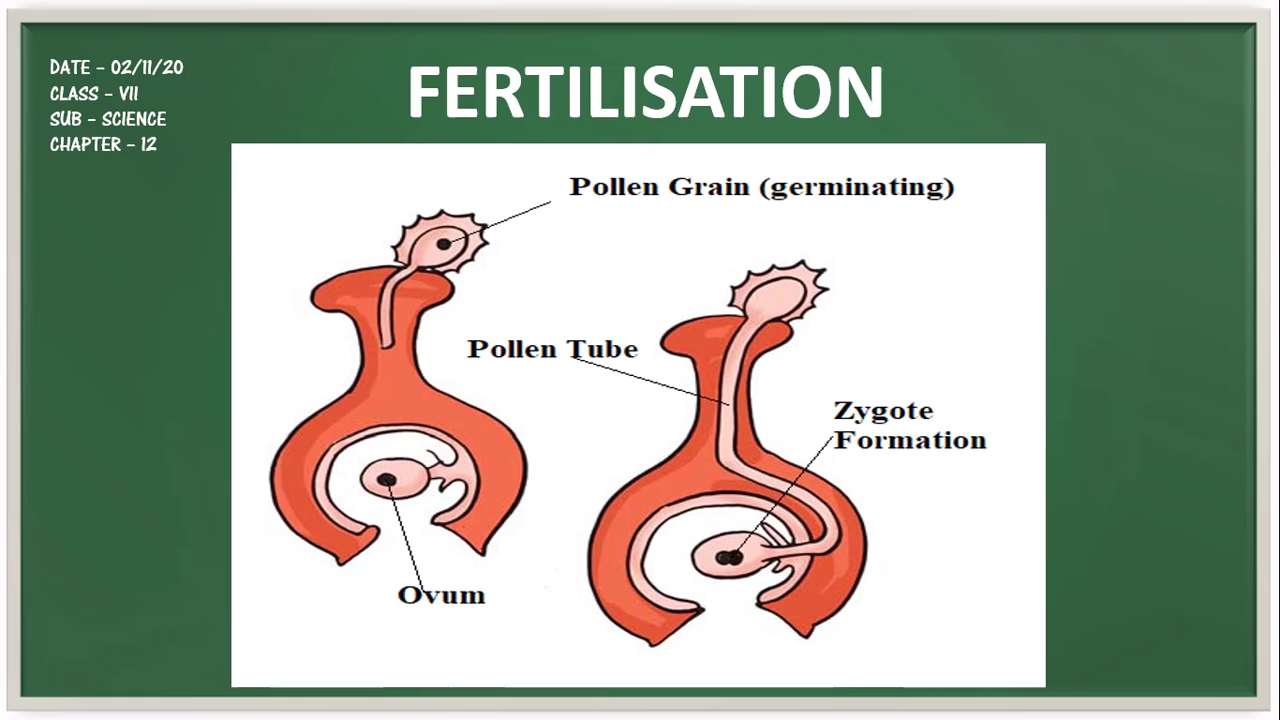 DATE - 02/11/20
CLASS - VII
SUB - SCIENCE
CHAPTER - 12
FERTILISATION
Pollen Grain (germinating)
Pollen Tube
Zygote
Formation
Ovum